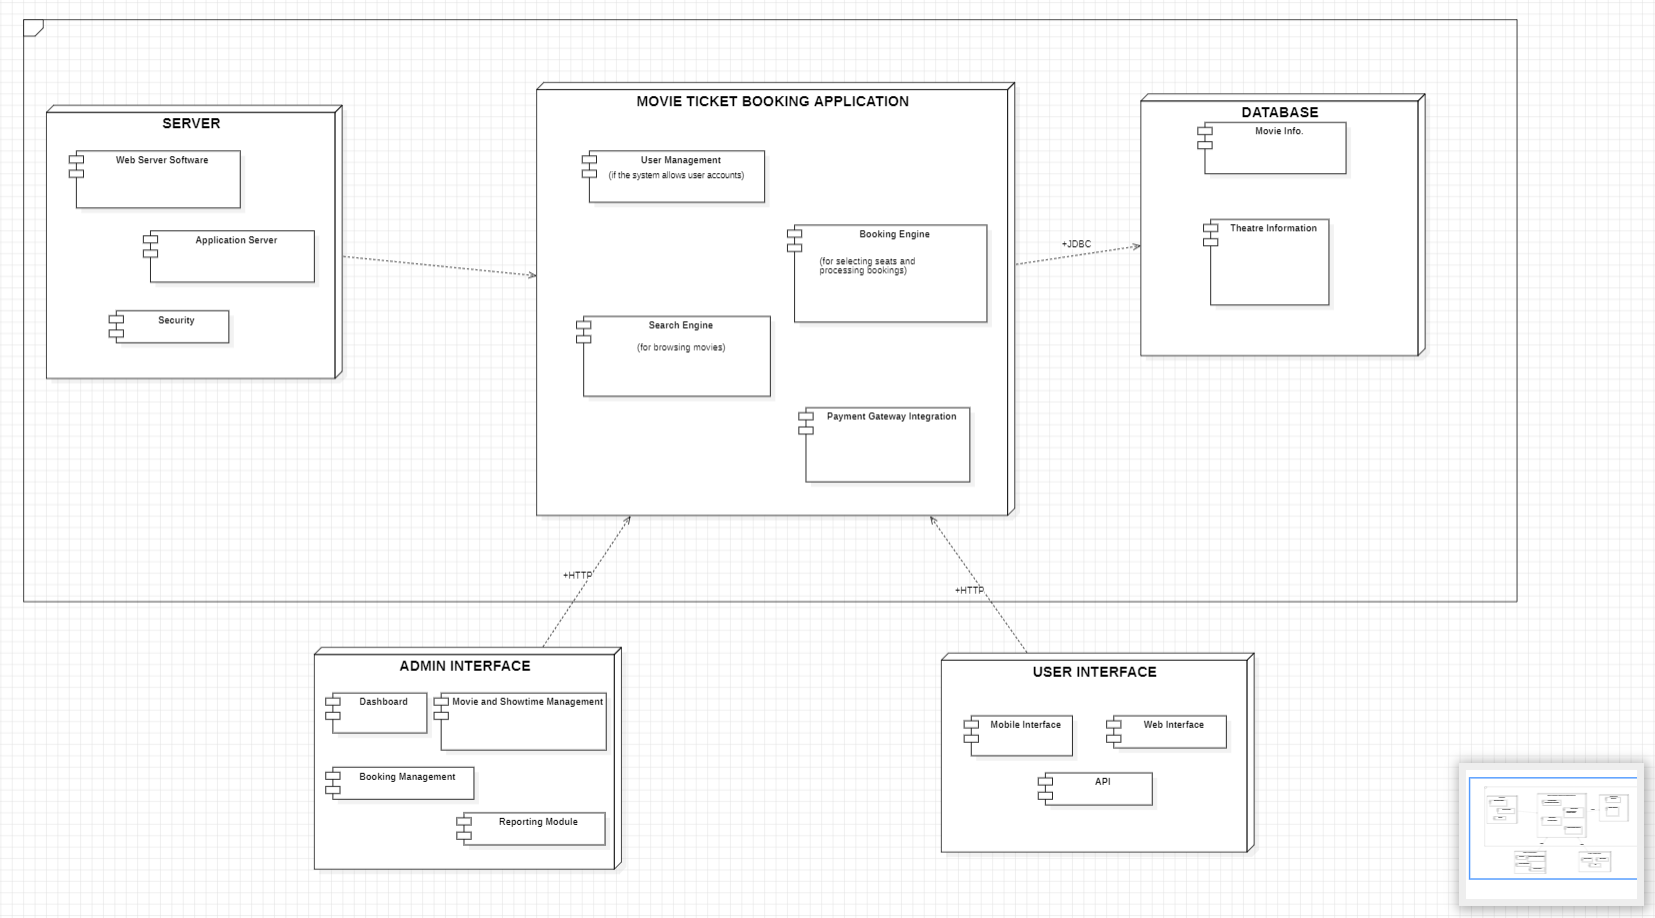 SERVER
Web Server Software
Application Server
Security
MOVIE TICKET BOOKING APPLICATION
User Management
(if the system allows user accounts)
Booking Engine
(for selecting seats and
processing bookings)
Search Engine
(for browsing movies)
Payment Gateway Integration
+JDBC
DATABASE
Movie Info.
Theatre Information
+HTTP
+HTTP
ADMIN INTERFACE
Dashboard
Movie and Showtime Management
Booking Management
Reporting Module
USER INTERFACE
Mobile Interface
Web Interface
API